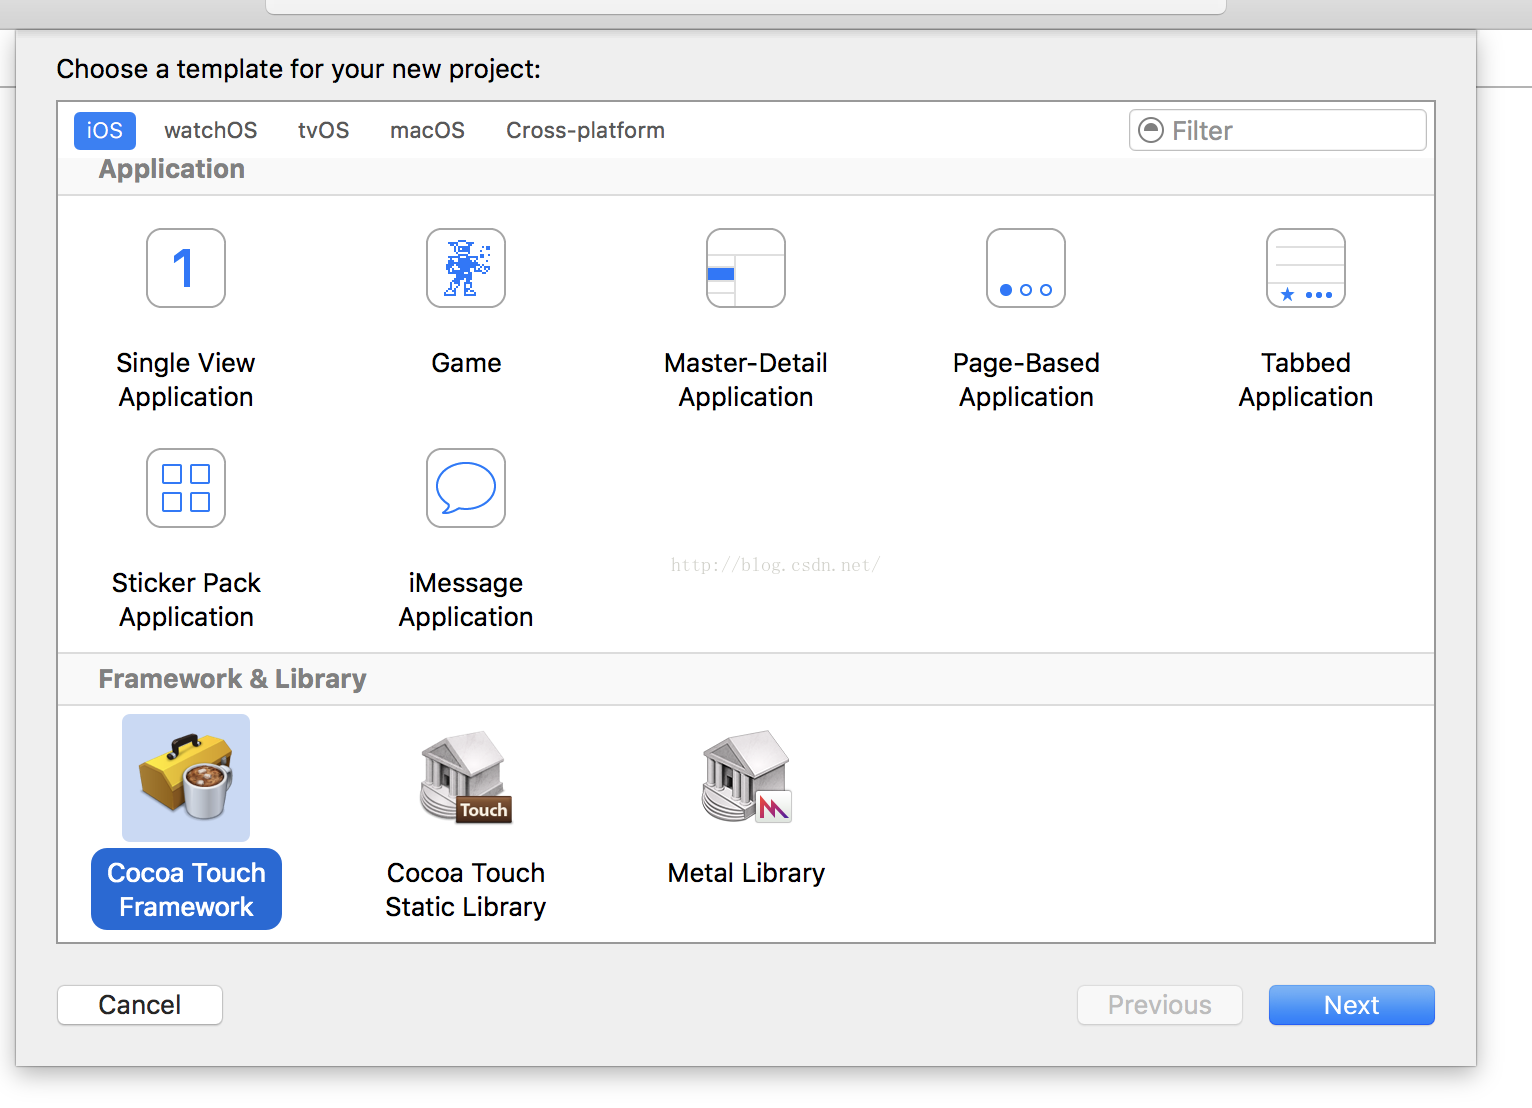 Choose a template for your new project:
iOS watchOS tvOS macOS Cross-platform Filter
Application
1
Single View Application
Game
Master-Detail Application
Page-Based Application
Tabbed Application
Sticker Pack Application
iMessage Application
http://blog.csdn.net/
Framework & Library
Touch
Cocoa Touch Framework
Cocoa Touch Static Library
Metal Library
Cancel Previous Next